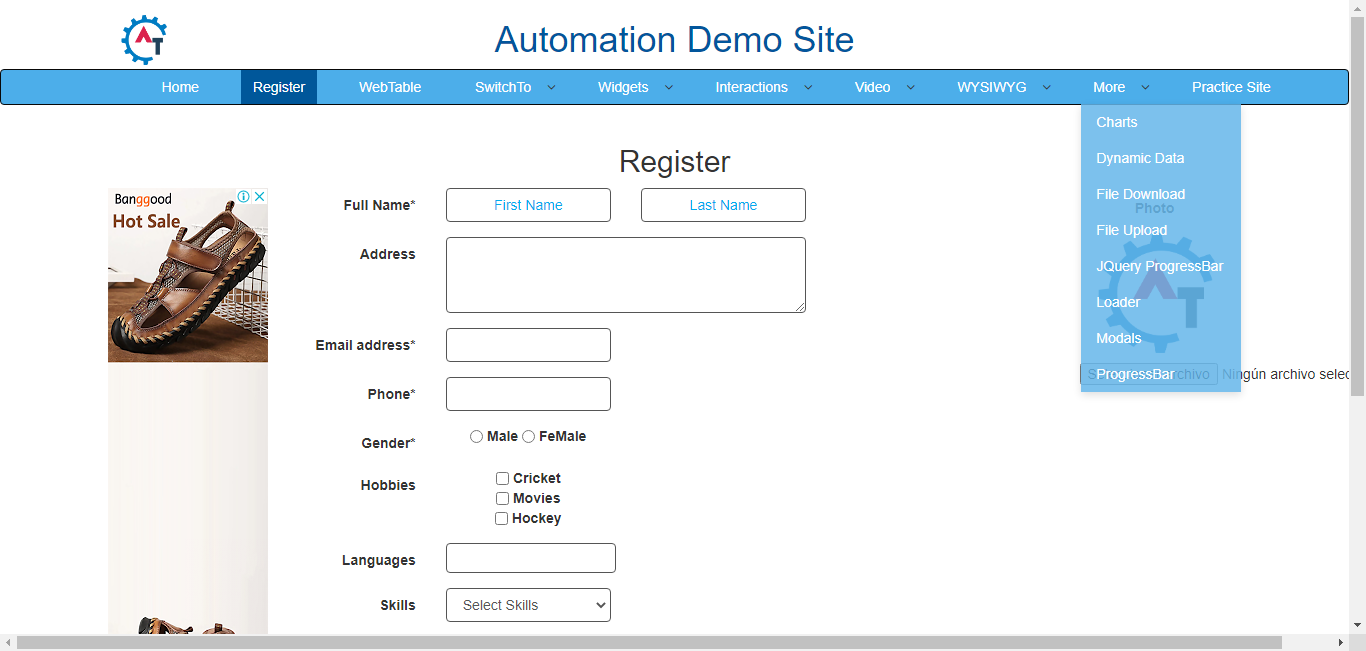 Automation Demo Site
Home Register WebTable SwitchTo Widgets Interactions Video WYSIWYG More Practice Site
Charts
Dynamic Data
File Download
File Upload
JQuery ProgressBar
Loader
Modals
ProgressBar
Register
Banggood
Hot Sale
Full Name* First Name Last Name
Photo
Address
Email address*
Phone*
chivo Ningún archivo selec
Gender* Male FeMale
Hobbies
Cricket
Movies
Hockey
Languages
Skills Select Skills